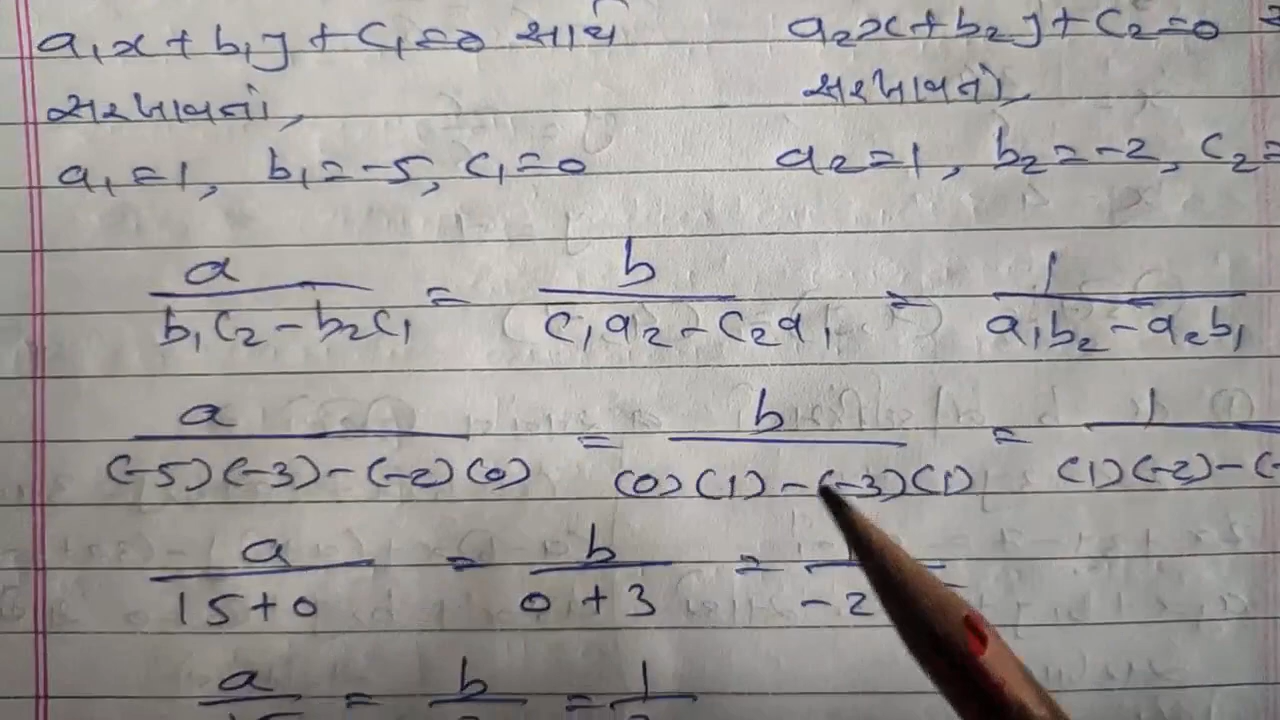 a₁x + b₁y + c₁ = 0 સાથે a₂x + b₂y + c₂ = 0
સરખાવતાં, સરખાવતાં,
a₁ = 1, b₁ = -5, c₁ = 0 a₂ = 1, b₂ = -2, c₂ =
a/(b₁c₂ - b₂c₁) = b/(c₁a₂ - c₂a₁) = 1/(a₁b₂ - a₂b₁)
a/((-5)(-3) - (-2)(0)) = b/((0)(1) - (-3)(1)) = 1/((1)(-2) - (-
a/(15 + 0) = b/(0 + 3) = 1/(-2
a/15 = b/ = 1/